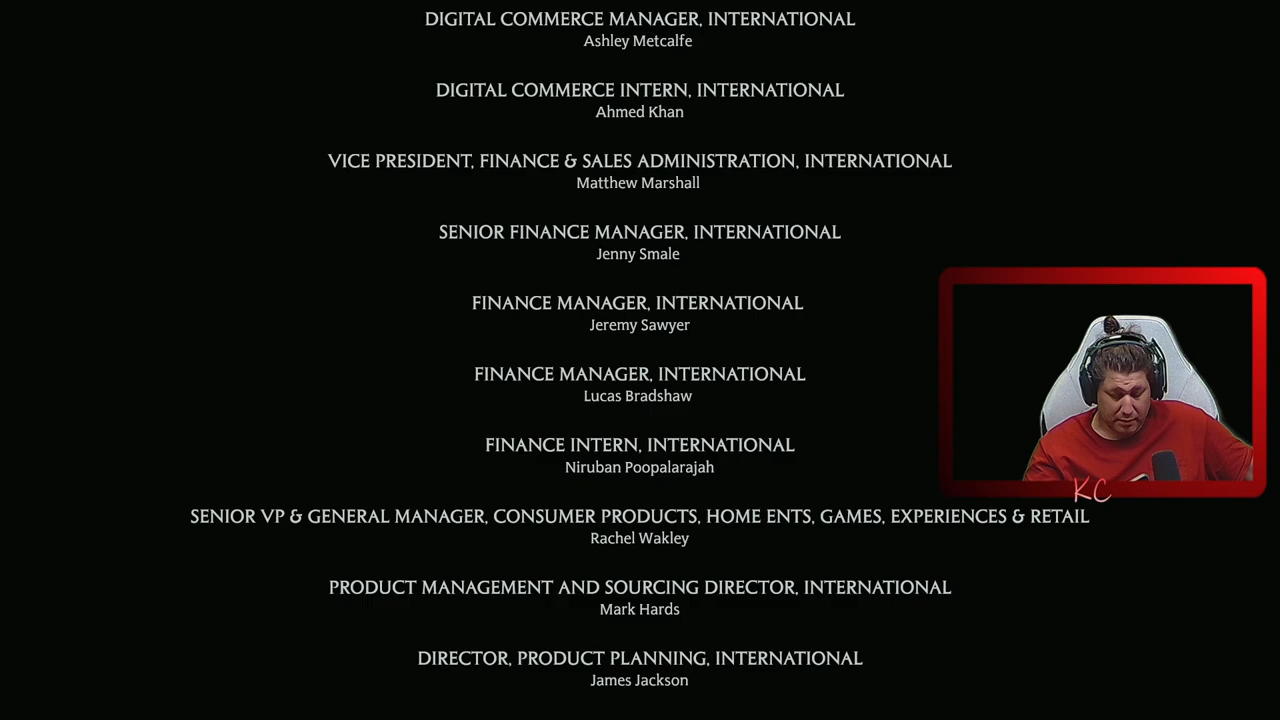 DIGITAL COMMERCE MANAGER, INTERNATIONAL
Ashley Metcalfe
DIGITAL COMMERCE INTERN, INTERNATIONAL
Ahmed Khan
VICE PRESIDENT, FINANCE & SALES ADMINISTRATION, INTERNATIONAL
Matthew Marshall
SENIOR FINANCE MANAGER, INTERNATIONAL
Jenny Smale
FINANCE MANAGER, INTERNATIONAL
Jeremy Sawyer
FINANCE MANAGER, INTERNATIONAL
Lucas Bradshaw
FINANCE INTERN, INTERNATIONAL
Niruban Poopalarajah
KC
SENIOR VP & GENERAL MANAGER, CONSUMER PRODUCTS, HOME ENTS, GAMES, EXPERIENCES & RETAIL
Rachel Wakley
PRODUCT MANAGEMENT AND SOURCING DIRECTOR, INTERNATIONAL
Mark Hards
DIRECTOR, PRODUCT PLANNING, INTERNATIONAL
James Jackson